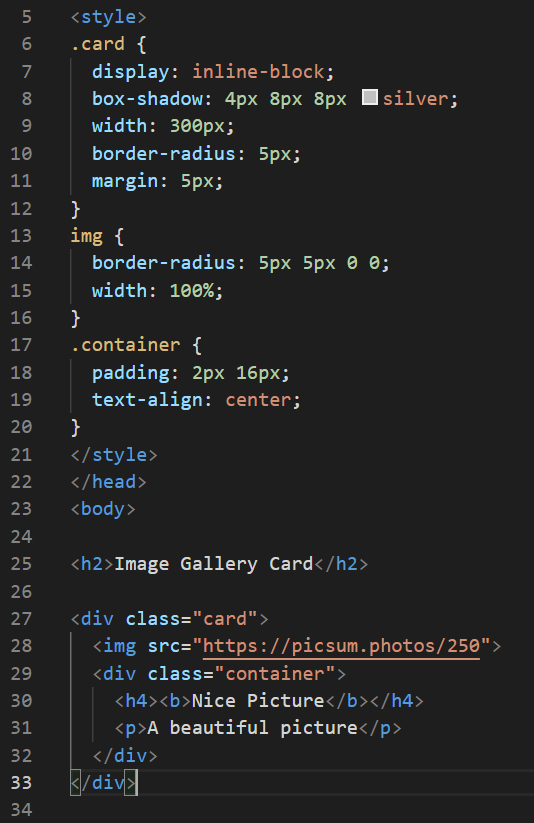 5 <style>
6 .card {
7 display: inline-block;
8 box-shadow: 4px 8px 8px silver;
9 width: 300px;
10 border-radius: 5px;
11 margin: 5px;
12 }
13 img {
14 border-radius: 5px 5px 0 0;
15 width: 100%;
16 }
17 .container {
18 padding: 2px 16px;
19 text-align: center;
20 }
21 </style>
22 </head>
23 <body>
24
25 <h2>Image Gallery Card</h2>
26
27 <div class="card">
28 <img src="https://picsum.photos/250">
29 <div class="container">
30 <h4><b>Nice Picture</b></h4>
31 <p>A beautiful picture</p>
32 </div>
33 </div>
34